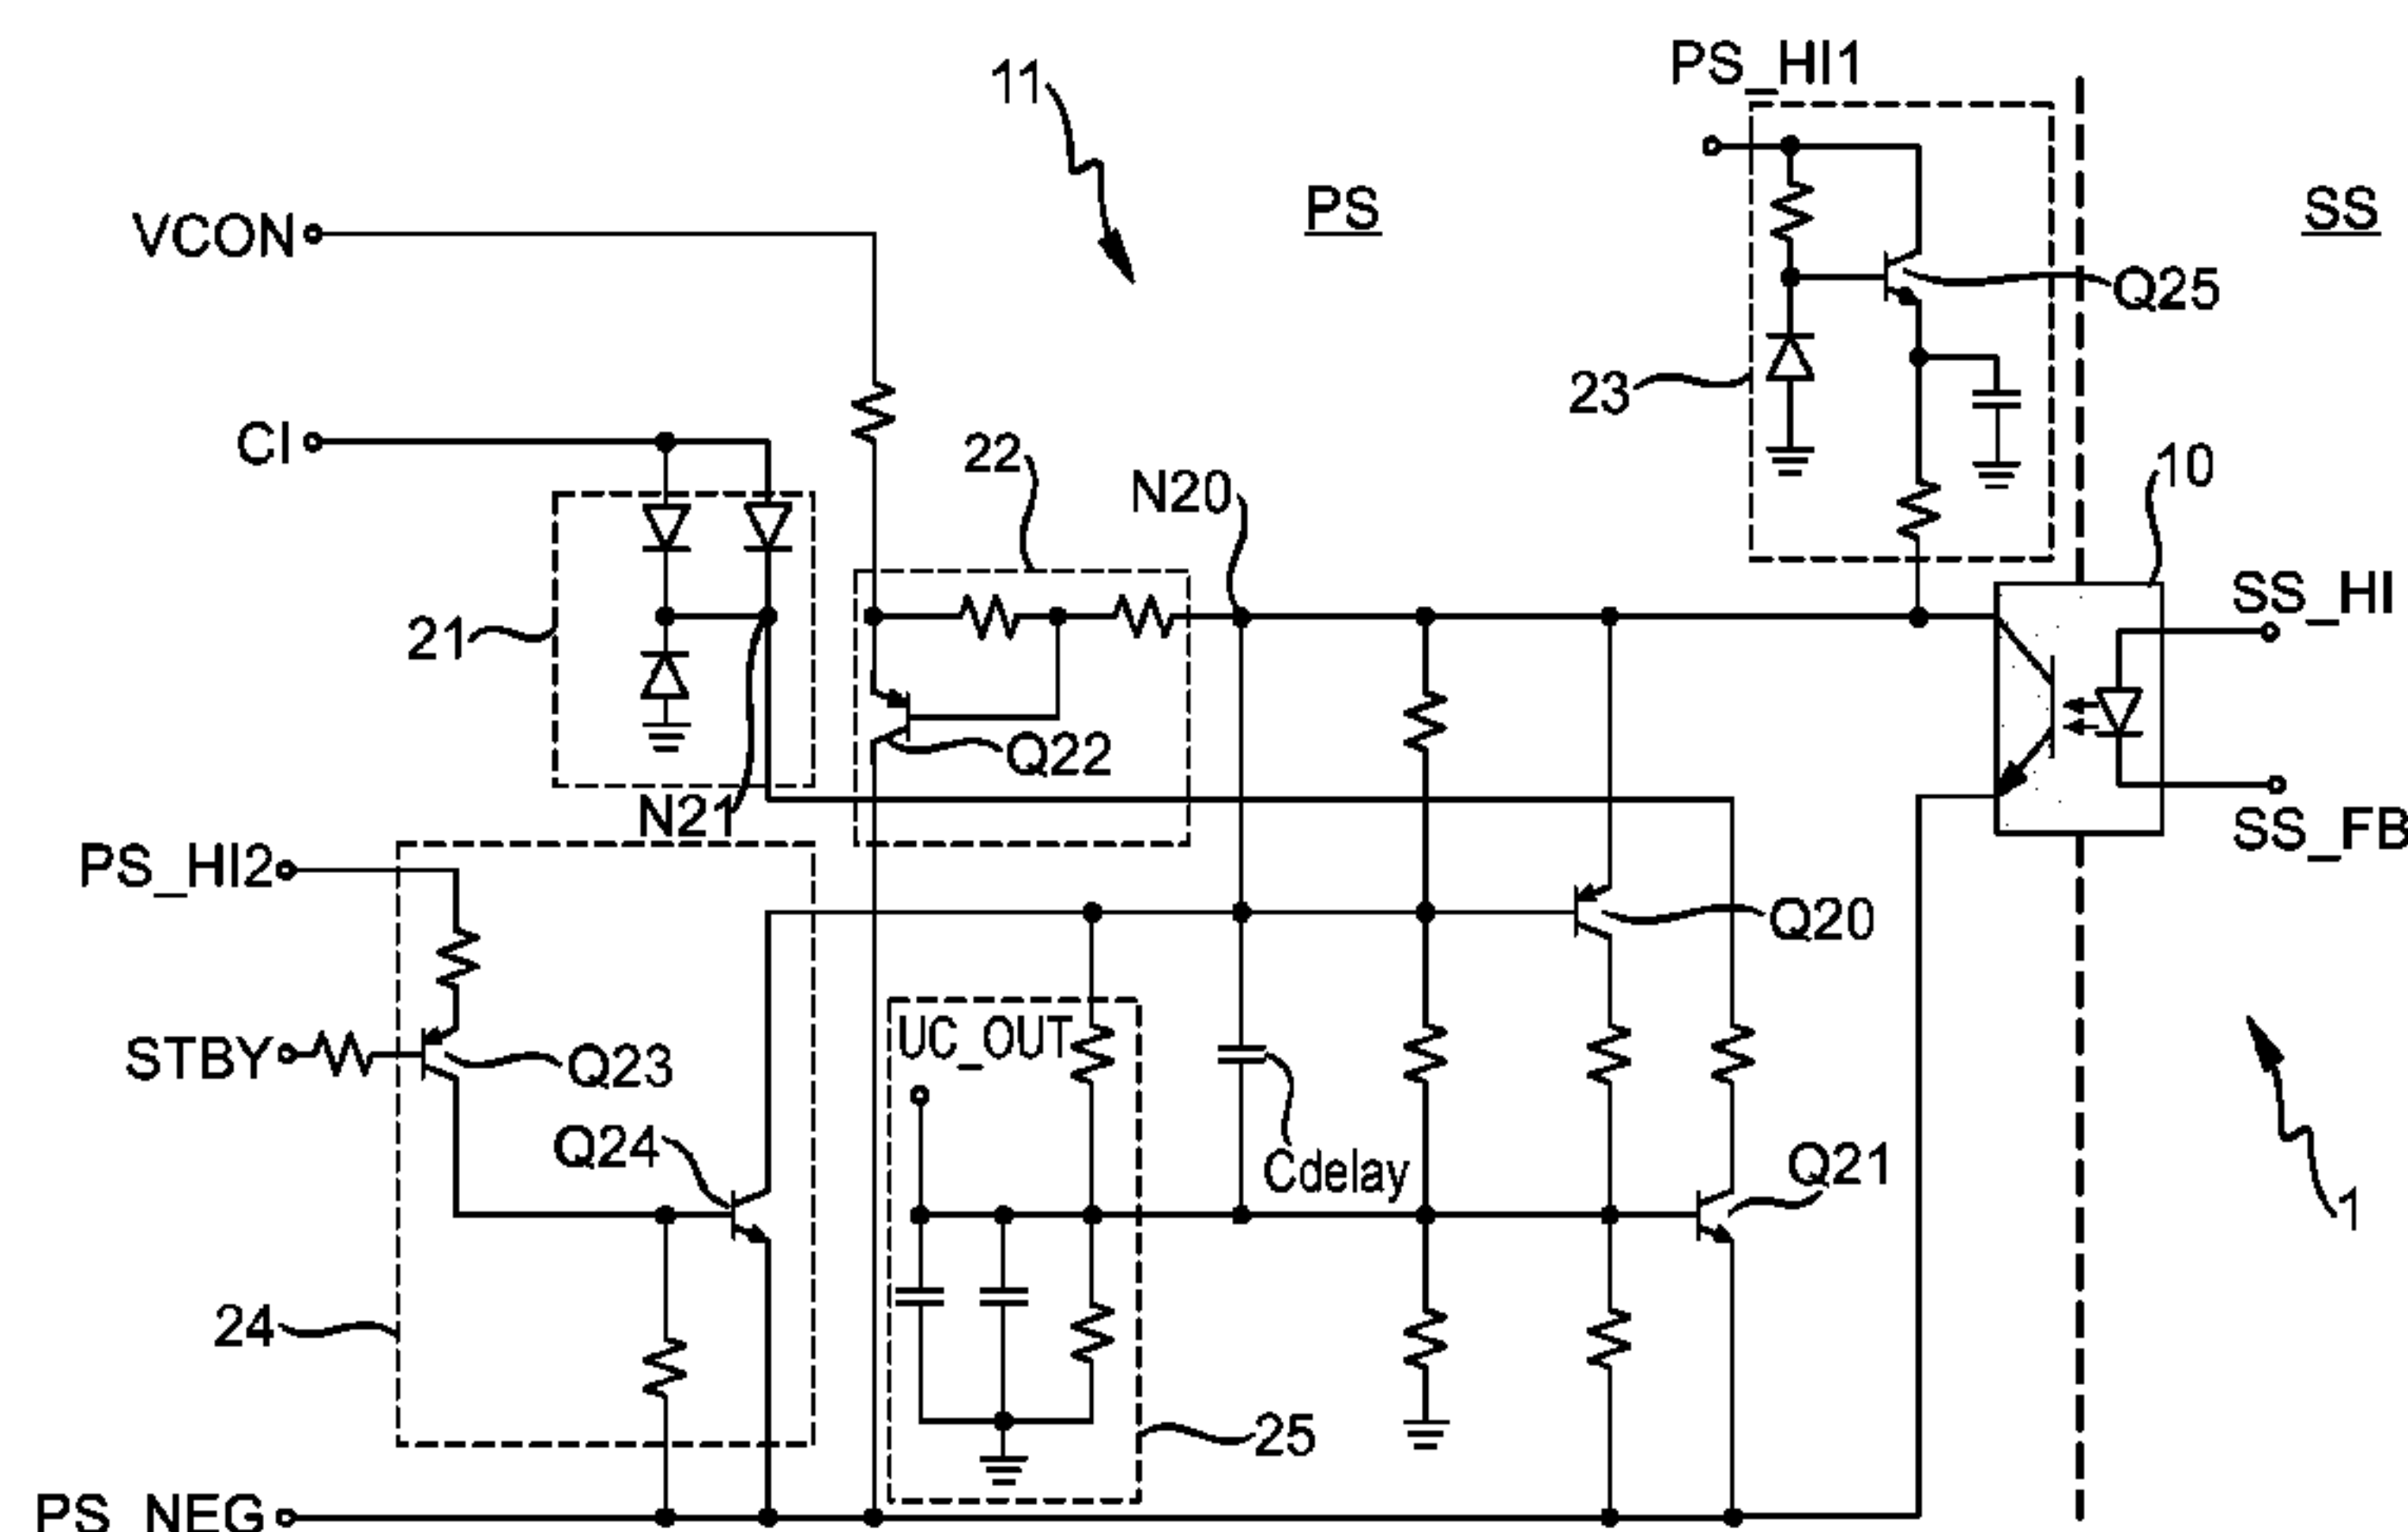 PS_HI1
11
VCON
PS
SS
Q25
23
CI
22
N20
10
SS_HI
21
Q22
N21
SS_FB
PS_HI2
Q20
UC_OUT
STBY
Q23
Q24
Cdelay
Q21
1
24
25
PS_NEG